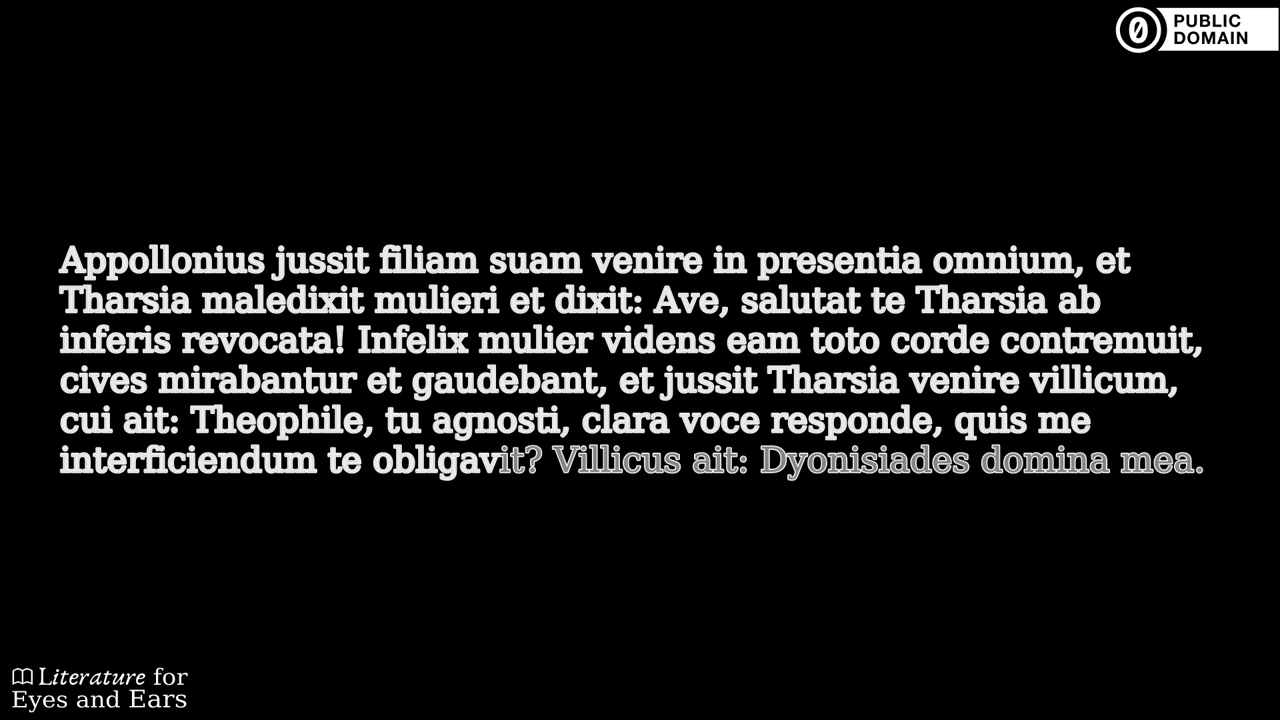 PUBLIC
DOMAIN
Appollonius jussit filiam suam venire in presentia omnium, et
Tharsia maledixit mulieri et dixit: Ave, salutat te Tharsia ab
inferis revocata! Infelix mulier videns eam toto corde contremuit,
cives mirabantur et gaudebant, et jussit Tharsia venire villicum,
cui ait: Theophile, tu agnosti, clara voce responde, quis me
interficiendum te obligavit? Villicus ait: Dyonisiades domina mea.
Literature for
Eyes and Ears